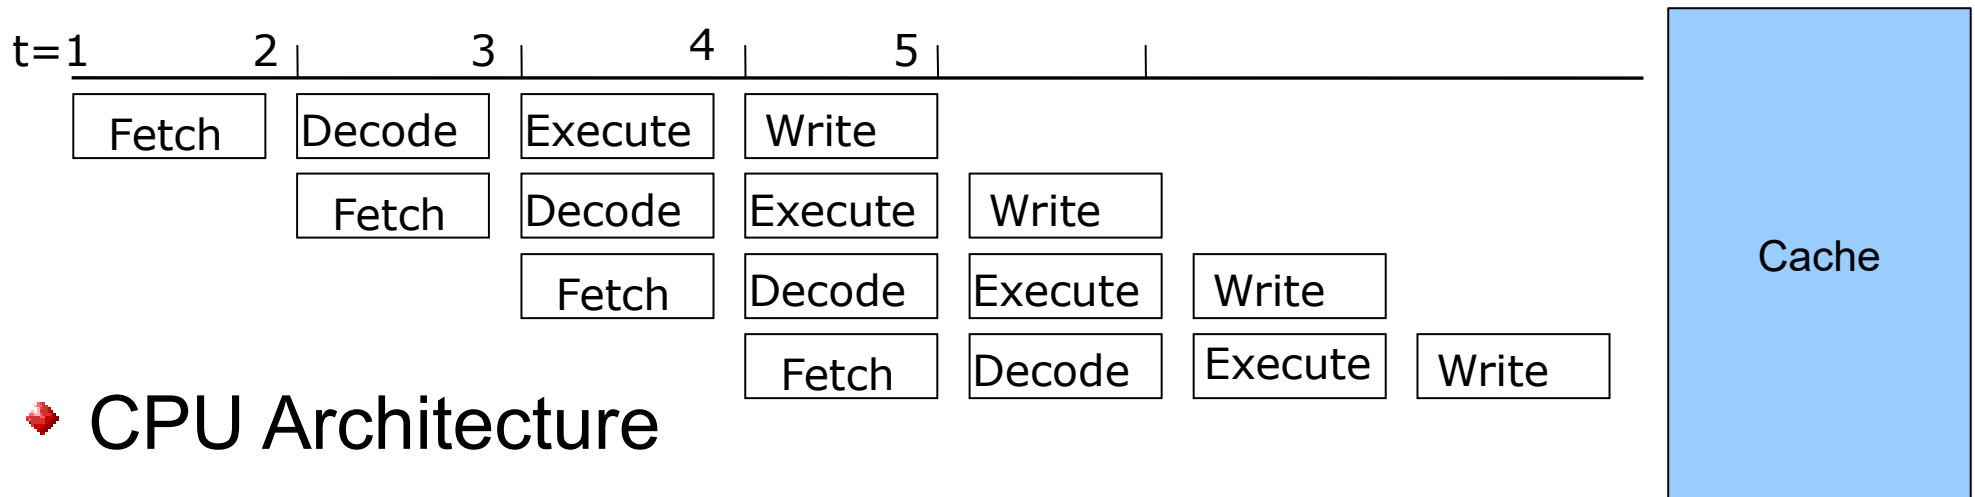 t=1 2 3 4 5
Fetch Decode Execute Write
Fetch Decode Execute Write
Fetch Decode Execute Write
Fetch Decode Execute Write
Cache
CPU Architecture